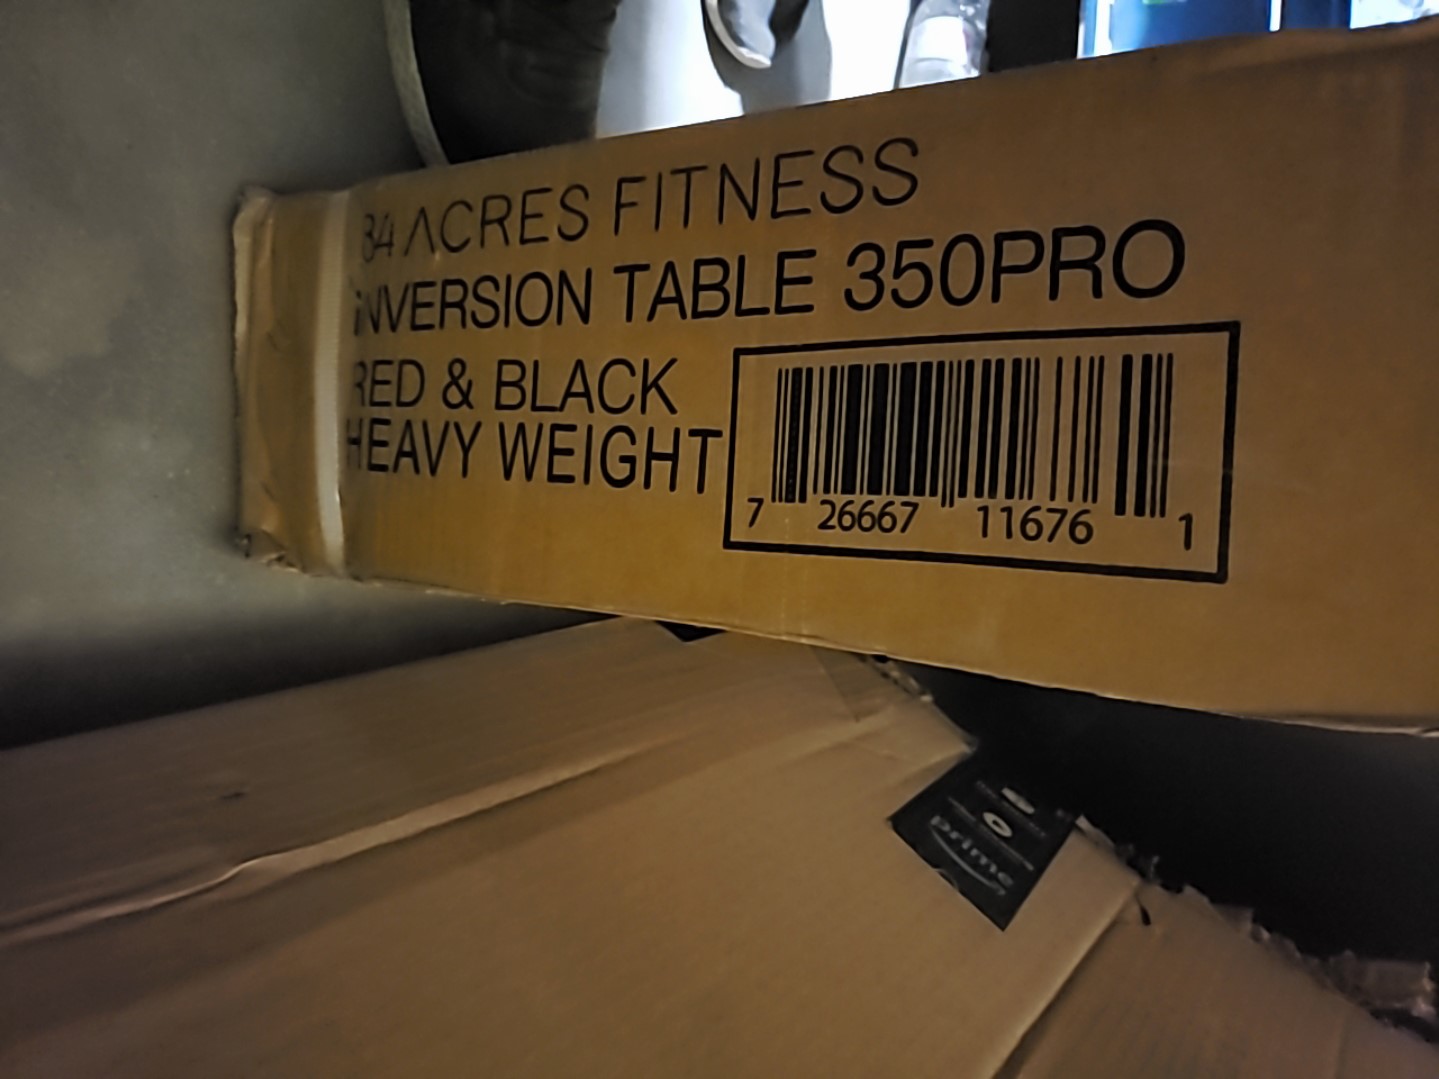 84 ACRES FITNESS
INVERSION TABLE 350PRO
RED & BLACK
HEAVY WEIGHT
7 26667 11676 1
prime